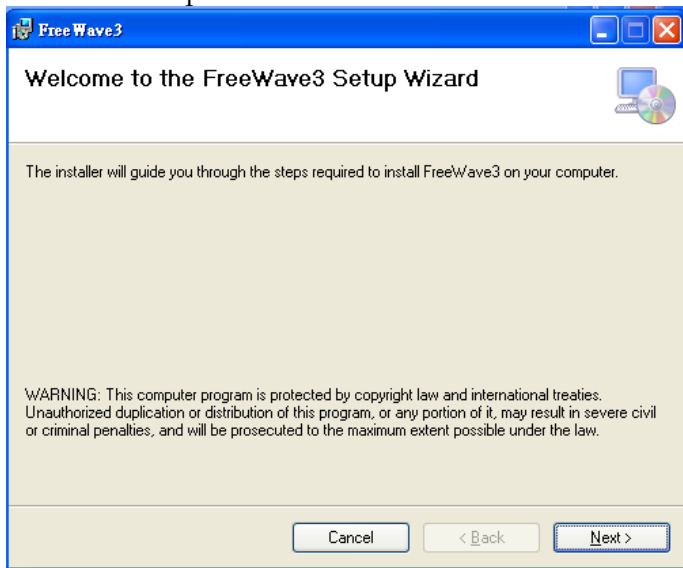 FreeWave3
Welcome to the FreeWave3 Setup Wizard
The installer will guide you through the steps required to install FreeWave3 on your computer.
WARNING: This computer program is protected by copyright law and international treaties.
Unauthorized duplication or distribution of this program, or any portion of it, may result in severe civil
or criminal penalties, and will be prosecuted to the maximum extent possible under the law.
Cancel
< Back
Next >